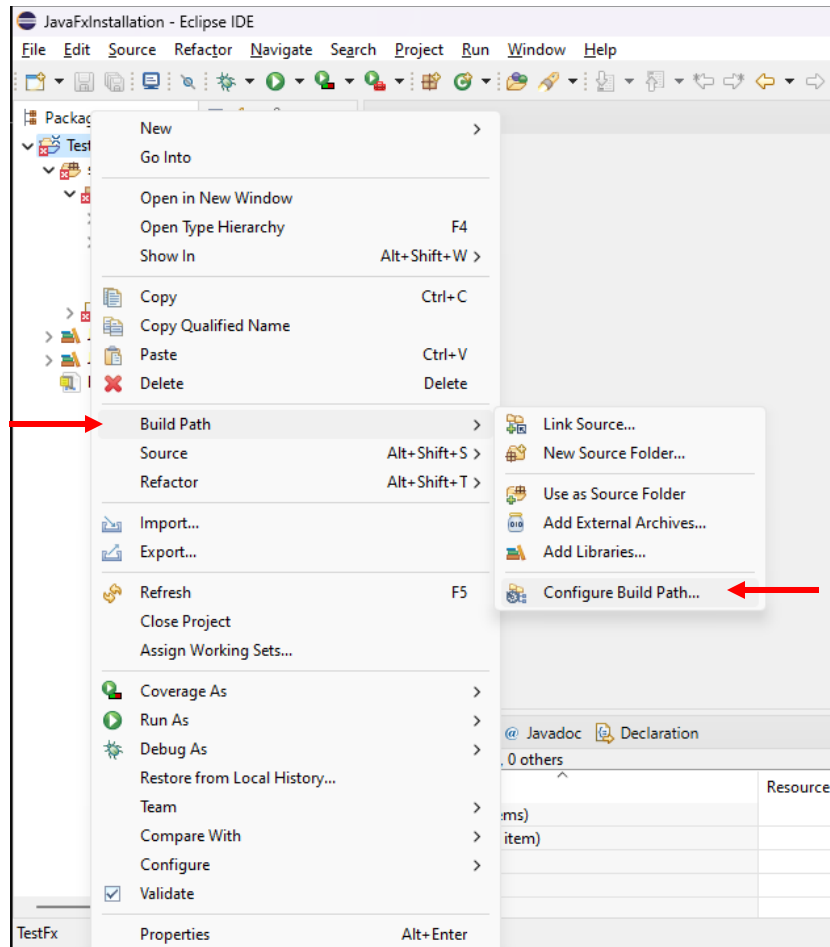 JavaFxInstallation - Eclipse IDE
File Edit Source Refactor Navigate Search Project Run Window Help
Packag
Test
New
Go Into
Open in New Window
Open Type Hierarchy F4
Show In Alt+Shift+W >
Copy Ctrl+C
Copy Qualified Name
Paste Ctrl+V
Delete Delete
Build Path
Source Alt+Shift+S >
Refactor Alt+Shift+T >
Import...
Export...
Refresh F5
Close Project
Assign Working Sets...
Coverage As
Run As
Debug As
Restore from Local History...
Team
Compare With
Configure
Validate
Properties Alt+Enter
Link Source...
New Source Folder...
Use as Source Folder
Add External Archives...
Add Libraries...
Configure Build Path...
@ Javadoc Declaration
, 0 others
Resource
ems)
item)
TestFx